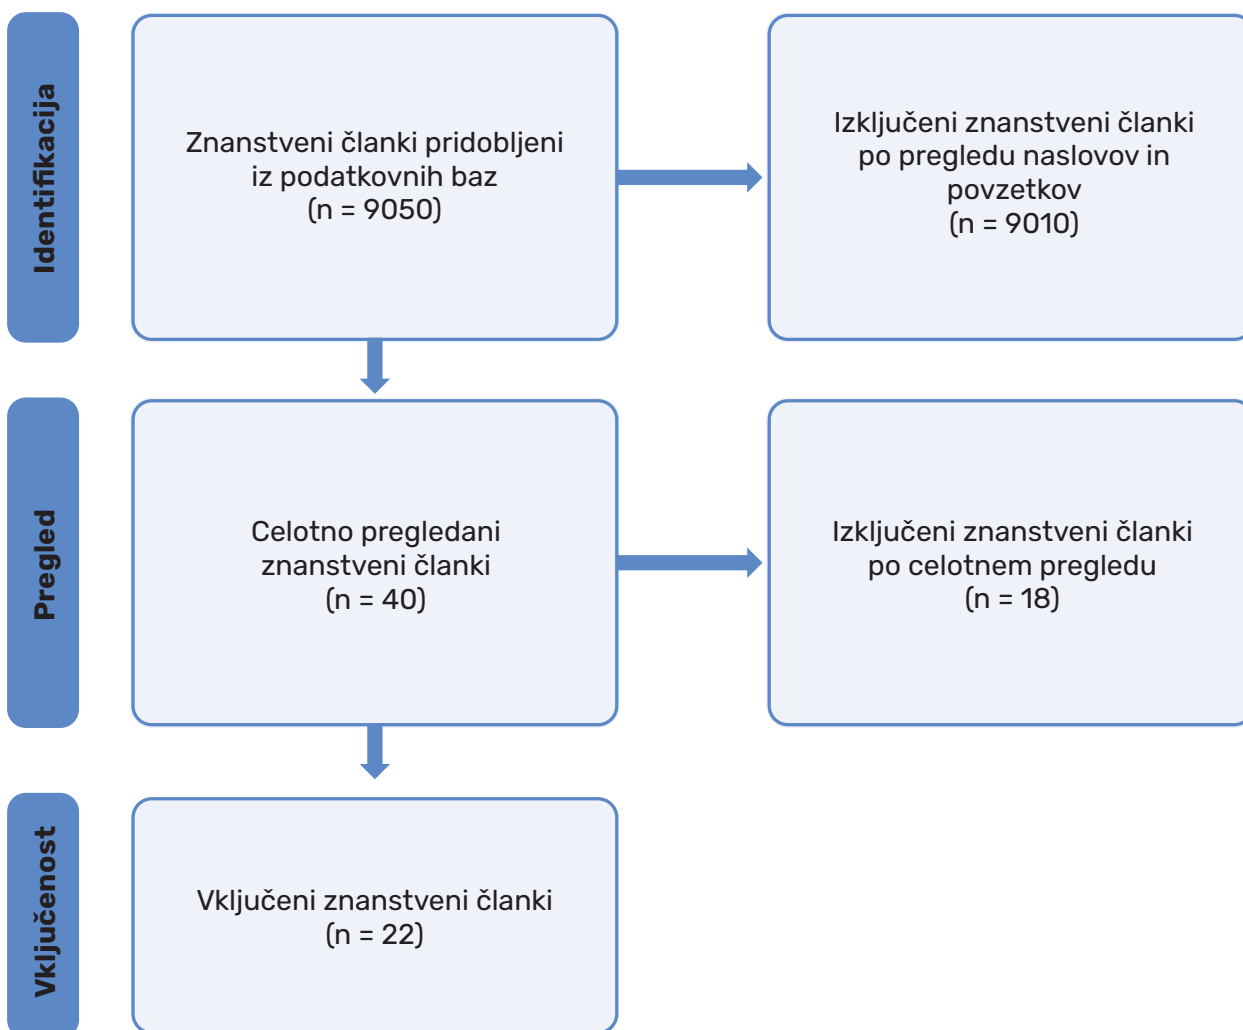 Identifikacija
Znanstveni članki pridobljeni
iz podatkovnih baz
(n = 9050)
Izključeni znanstveni članki
po pregledu naslovov in
povzetkov
(n = 9010)
Pregled
Celotno pregledani
znanstveni članki
(n = 40)
Izključeni znanstveni članki
po celotnem pregledu
(n = 18)
Vključenost
Vključeni znanstveni članki
(n = 22)